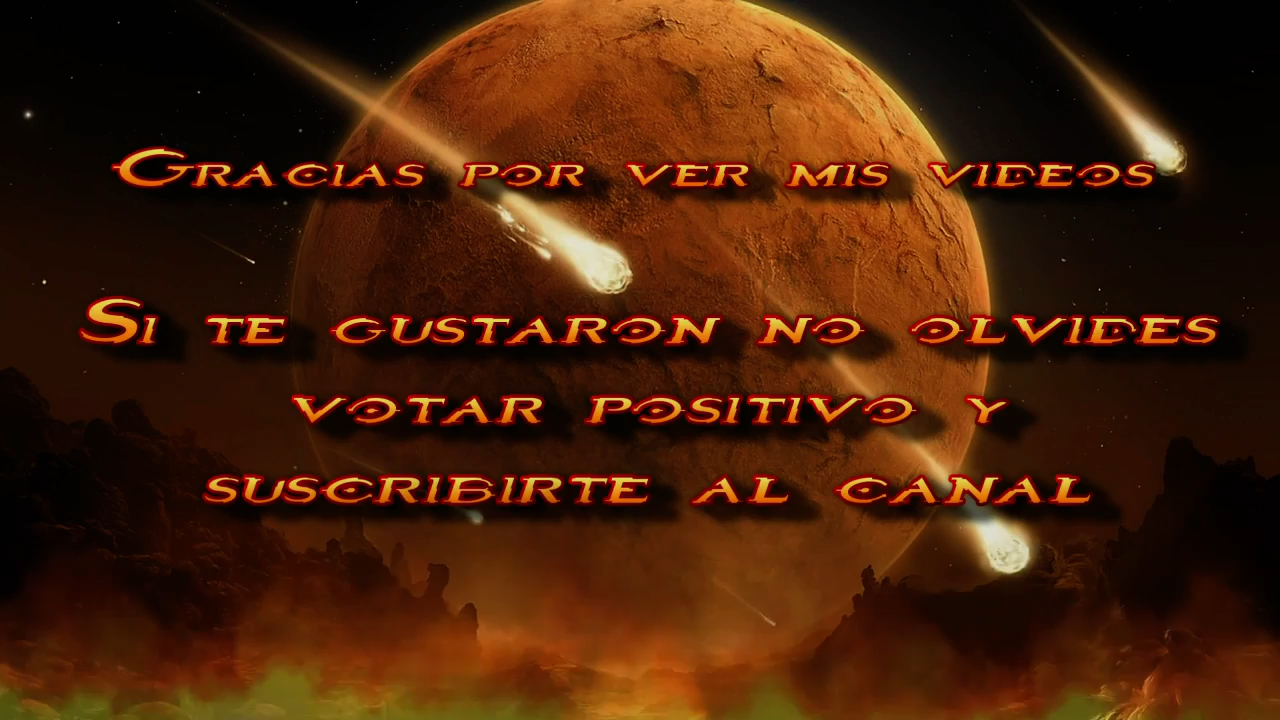 Gracias por ver mis videos
Si te gustaron no olvides
votar positivo y
suscribirte al canal